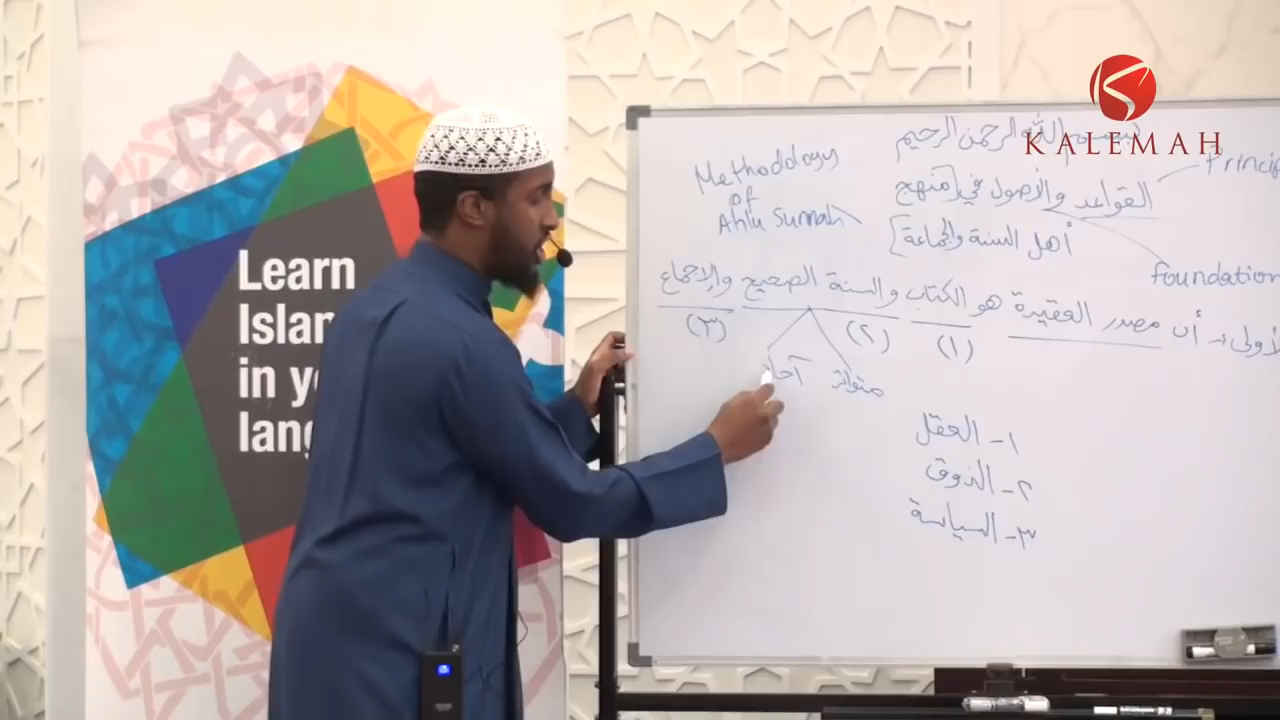 KALEMAH
Learn
Islam
in yo
lang
بسم الله الرحمن الرحيم
Methodology
of
Ahlu Sunnah
القواعد والأصول في [منهج
أهل السنة والجماعة]
Princip
foundation
لأولى:- أن مصدر العقيدة هو الكتاب والسنة الصحيح والإجماع
(١) (٢) (٣)
متواتر آحا
١- العقل
٢- الذوق
٣- السياسة